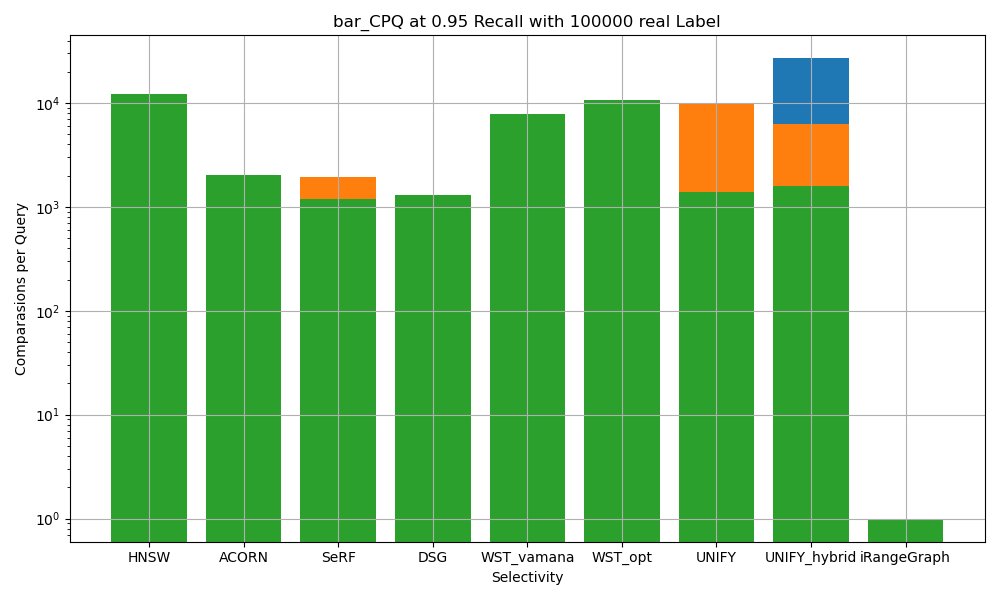 bar_CPQ at 0.95 Recall with 100000 real Label
Comparasions per Query
10^4
10^3
10^2
10^1
10^0
HNSW
ACORN
SeRF
DSG
WST_vamana
WST_opt
UNIFY
UNIFY_hybrid
iRangeGraph
Selectivity